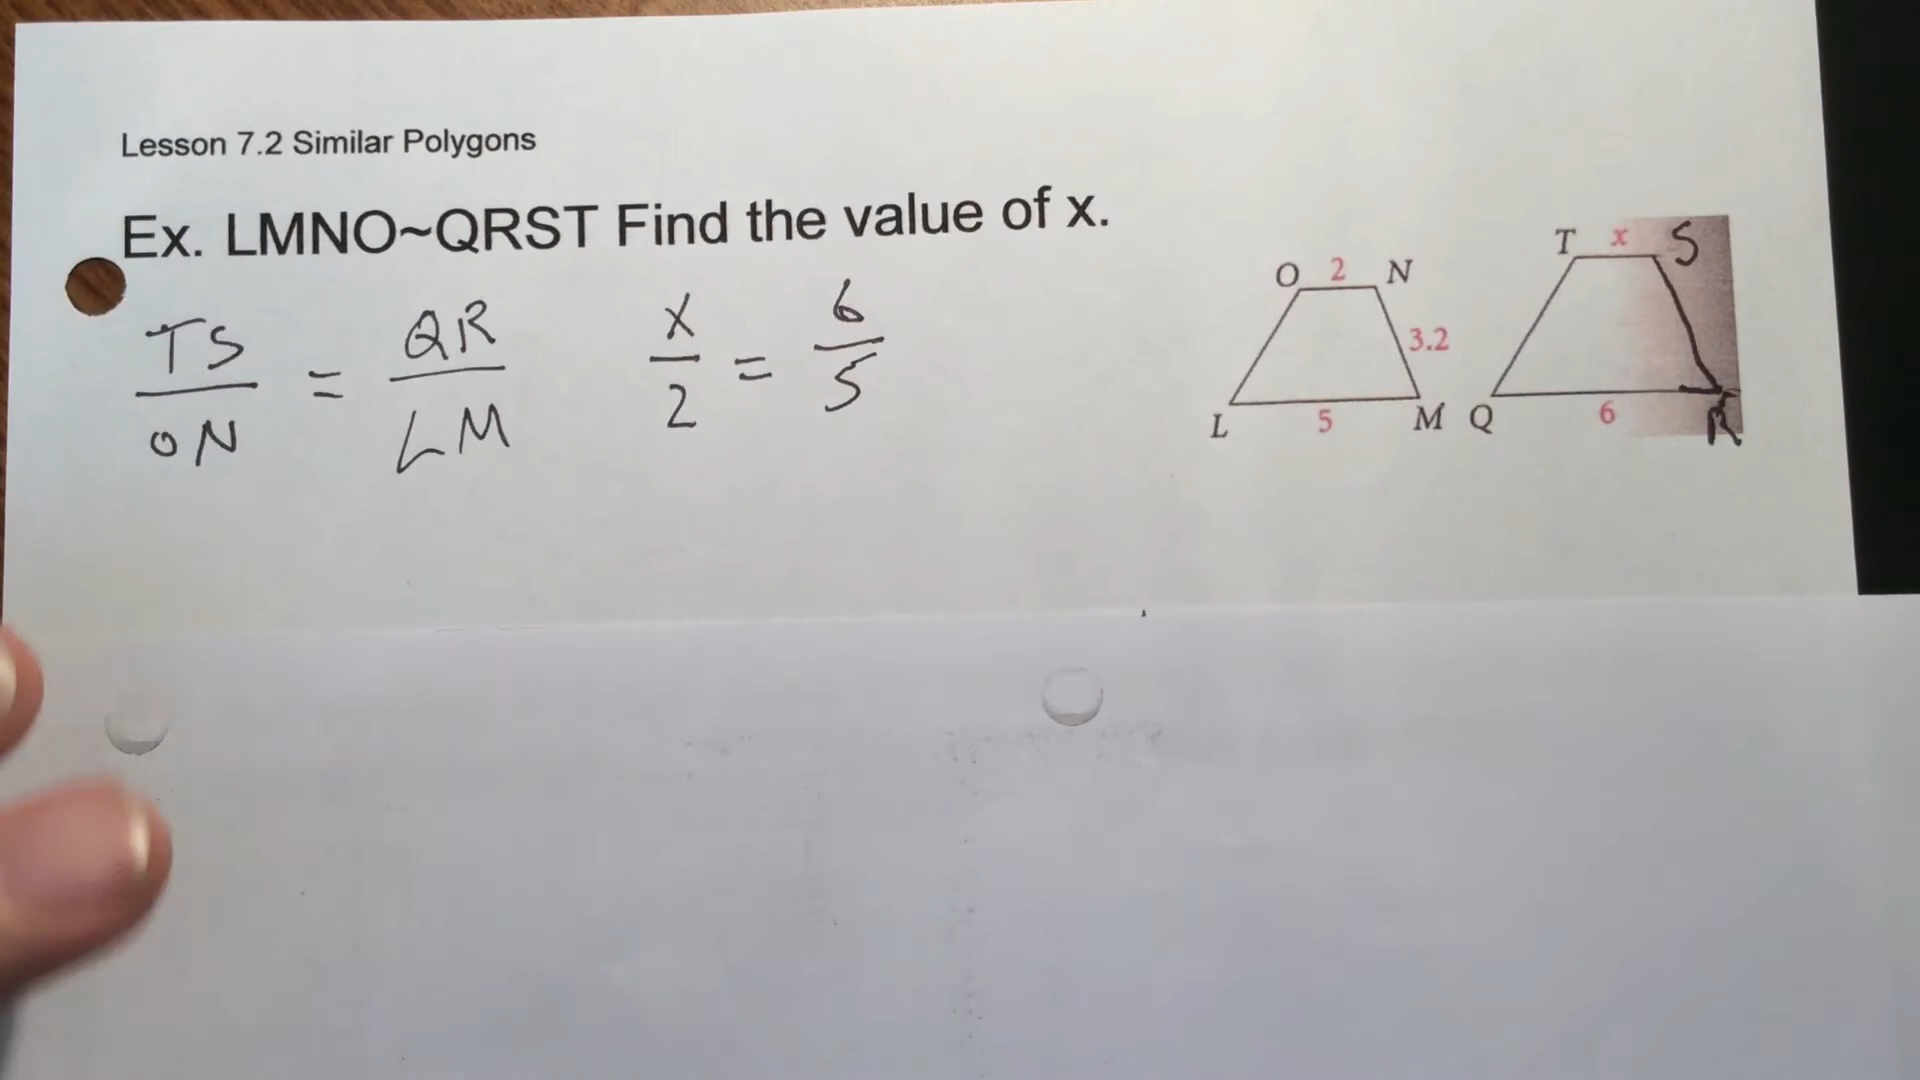 Lesson 7.2 Similar Polygons
Ex. LMNO~QRST Find the value of x.
TS/ON = QR/LM
x/2 = 6/5
O 2 N
3.2
L 5 M
T x S
Q 6 R